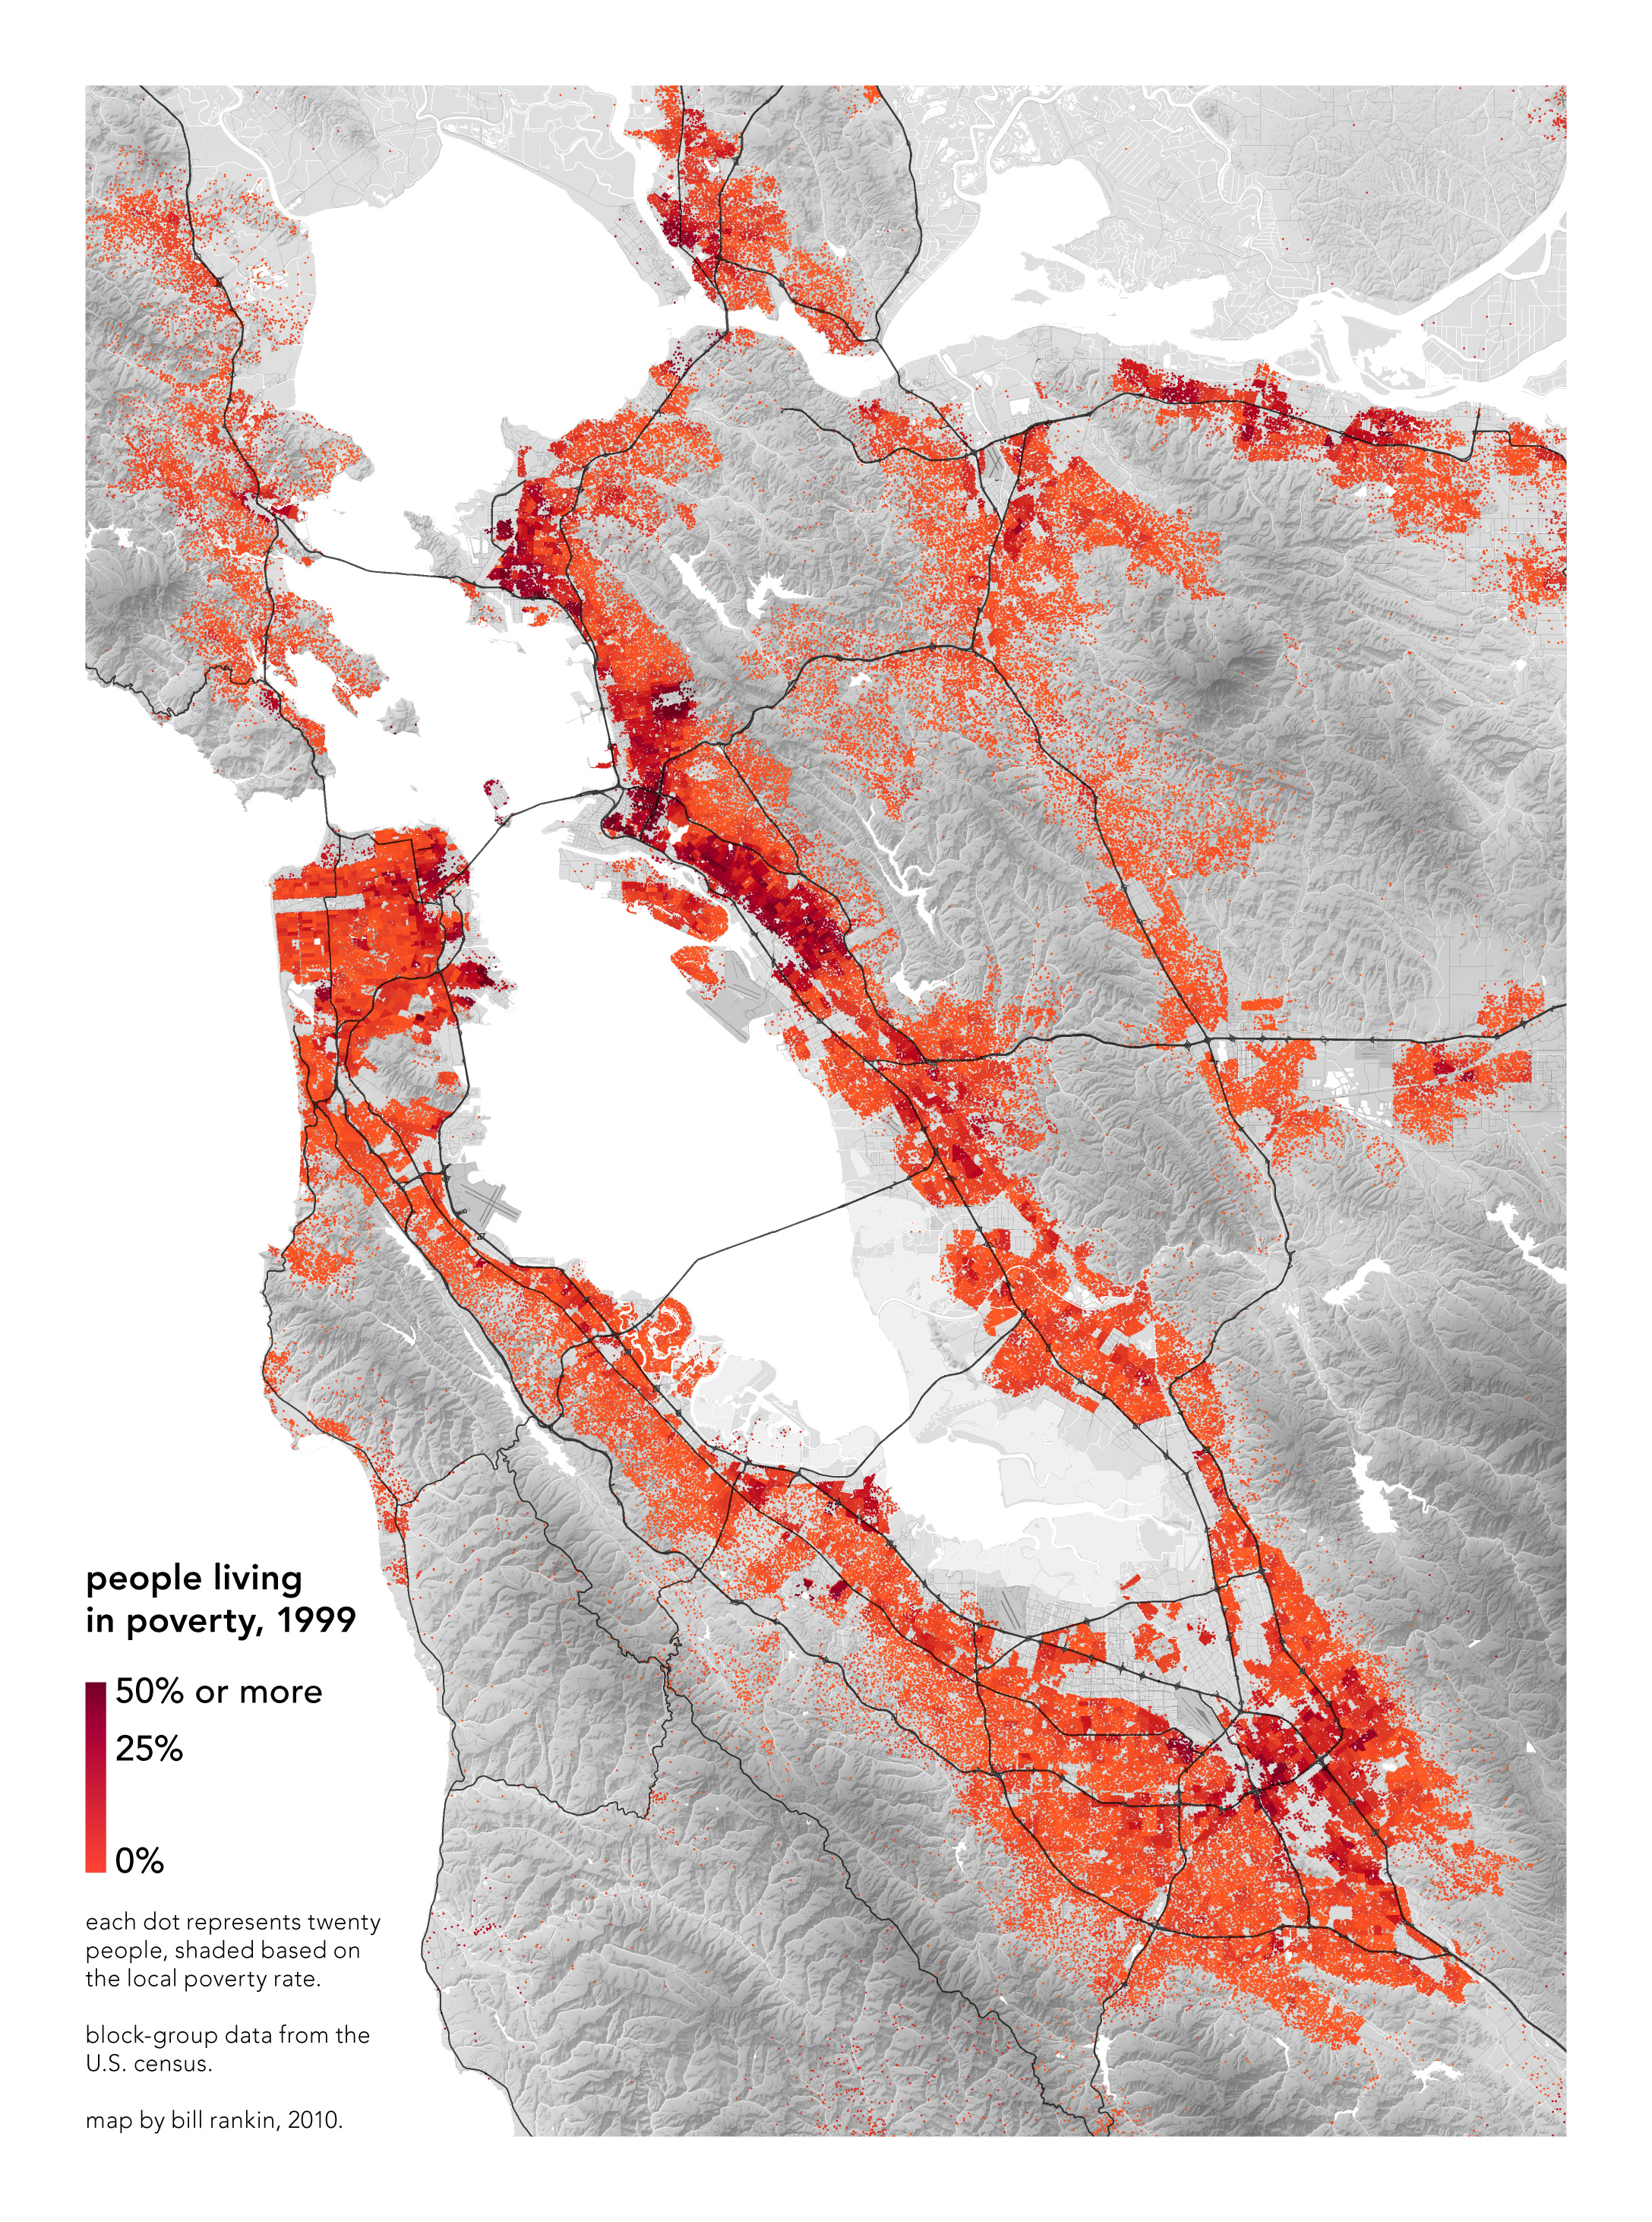 people living
in poverty, 1999
50% or more
25%
0%
each dot represents twenty
people, shaded based on
the local poverty rate.
block-group data from the
U.S. census.
map by bill rankin, 2010.